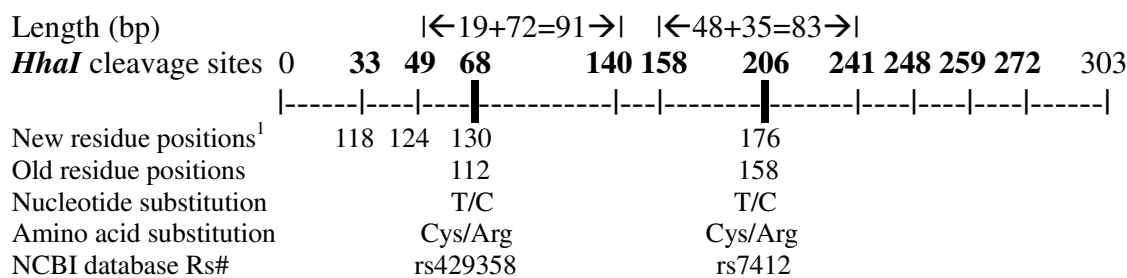 Length (bp) |←19+72=91→| |←48+35=83→|
HhaI cleavage sites 0 33 49 68 140 158 206 241 248 259 272 303
|------|----|----|-----------|---|--------|-------|----|----|----|------|
New residue positions1 118 124 130 176
Old residue positions 112 158
Nucleotide substitution T/C T/C
Amino acid substitution Cys/Arg Cys/Arg
NCBI database Rs# rs429358 rs7412